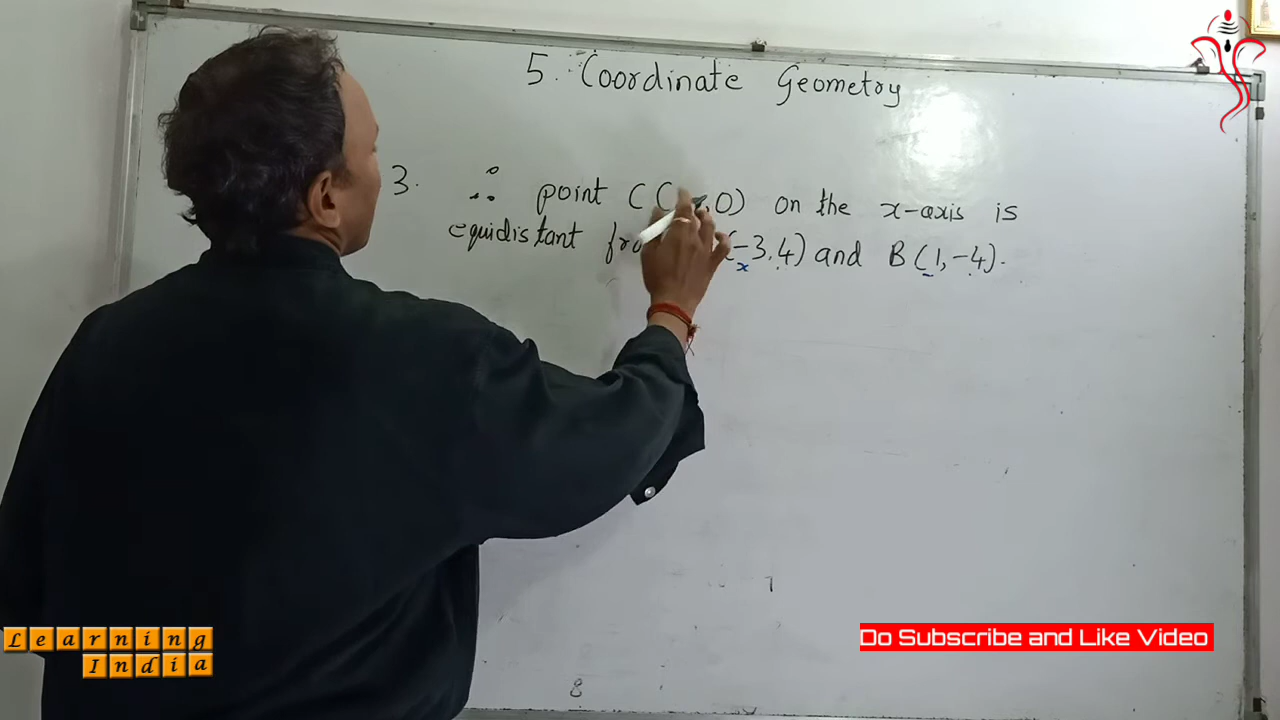 5. Coordinate Geometry
3. ∴ point C ( ,0) on the x-axis is
equidistant (-3,4) and B(1,-4).
x
8
Learning
India
Do Subscribe and Like Video